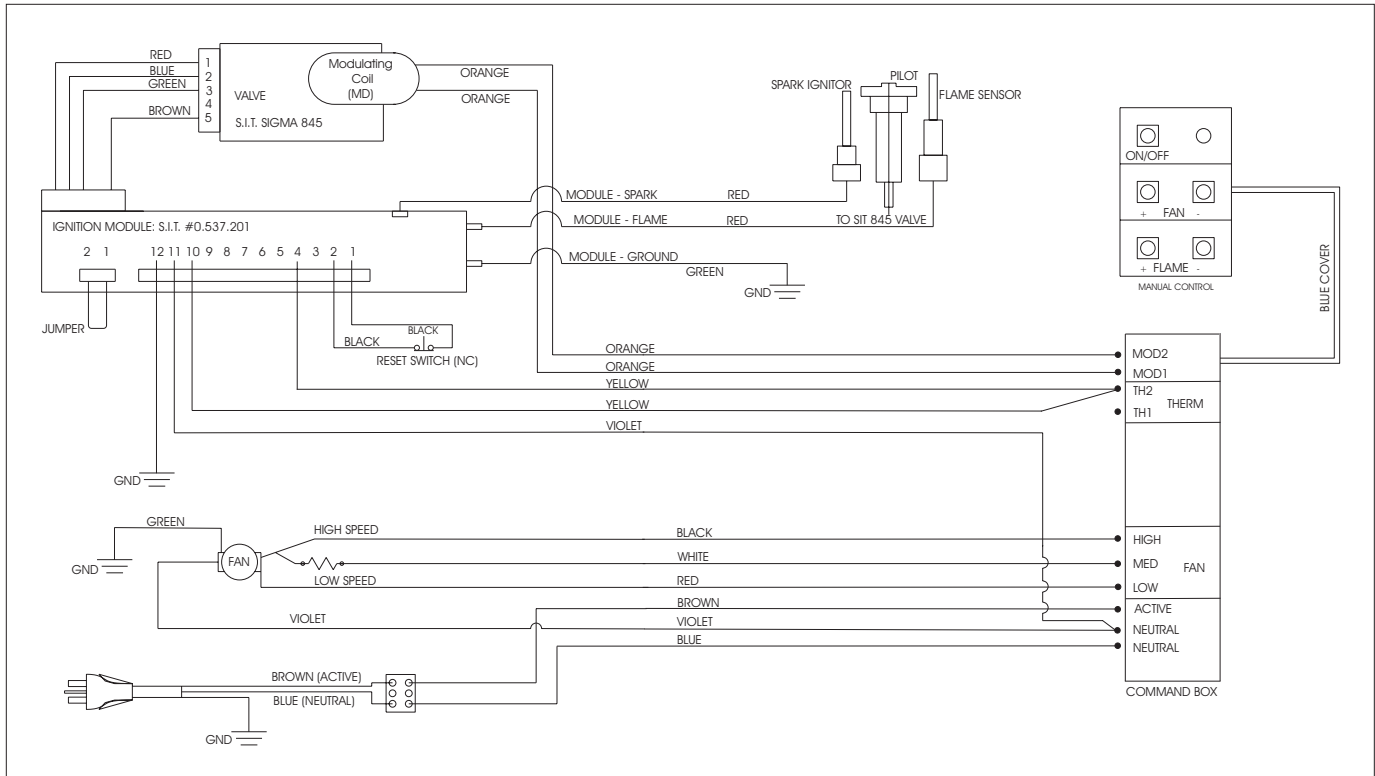 RED
BLUE
GREEN
BROWN
1
2
3
4
5
VALVE
S.I.T. SIGMA 845
Modulating
Coil
(MD)
ORANGE
ORANGE
SPARK IGNITOR
PILOT
FLAME SENSOR
MODULE - SPARK RED
MODULE - FLAME RED
TO SIT 845 VALVE
MODULE - GROUND
GREEN
GND
IGNITION MODULE: S.I.T. #0.537.201
2 1 12 11 10 9 8 7 6 5 4 3 2 1
JUMPER
BLACK
BLACK
RESET SWITCH (NC)
ON/OFF
+ FAN -
+ FLAME -
MANUAL CONTROL
BLUE COVER
ORANGE
ORANGE
YELLOW
YELLOW
VIOLET
MOD2
MOD1
TH2
THERM
TH1
GND
GREEN
GND
FAN
HIGH SPEED
LOW SPEED
VIOLET
BLACK
WHITE
RED
BROWN
VIOLET
BLUE
HIGH
MED
FAN
LOW
ACTIVE
NEUTRAL
NEUTRAL
COMMAND BOX
BROWN (ACTIVE)
BLUE (NEUTRAL)
GND